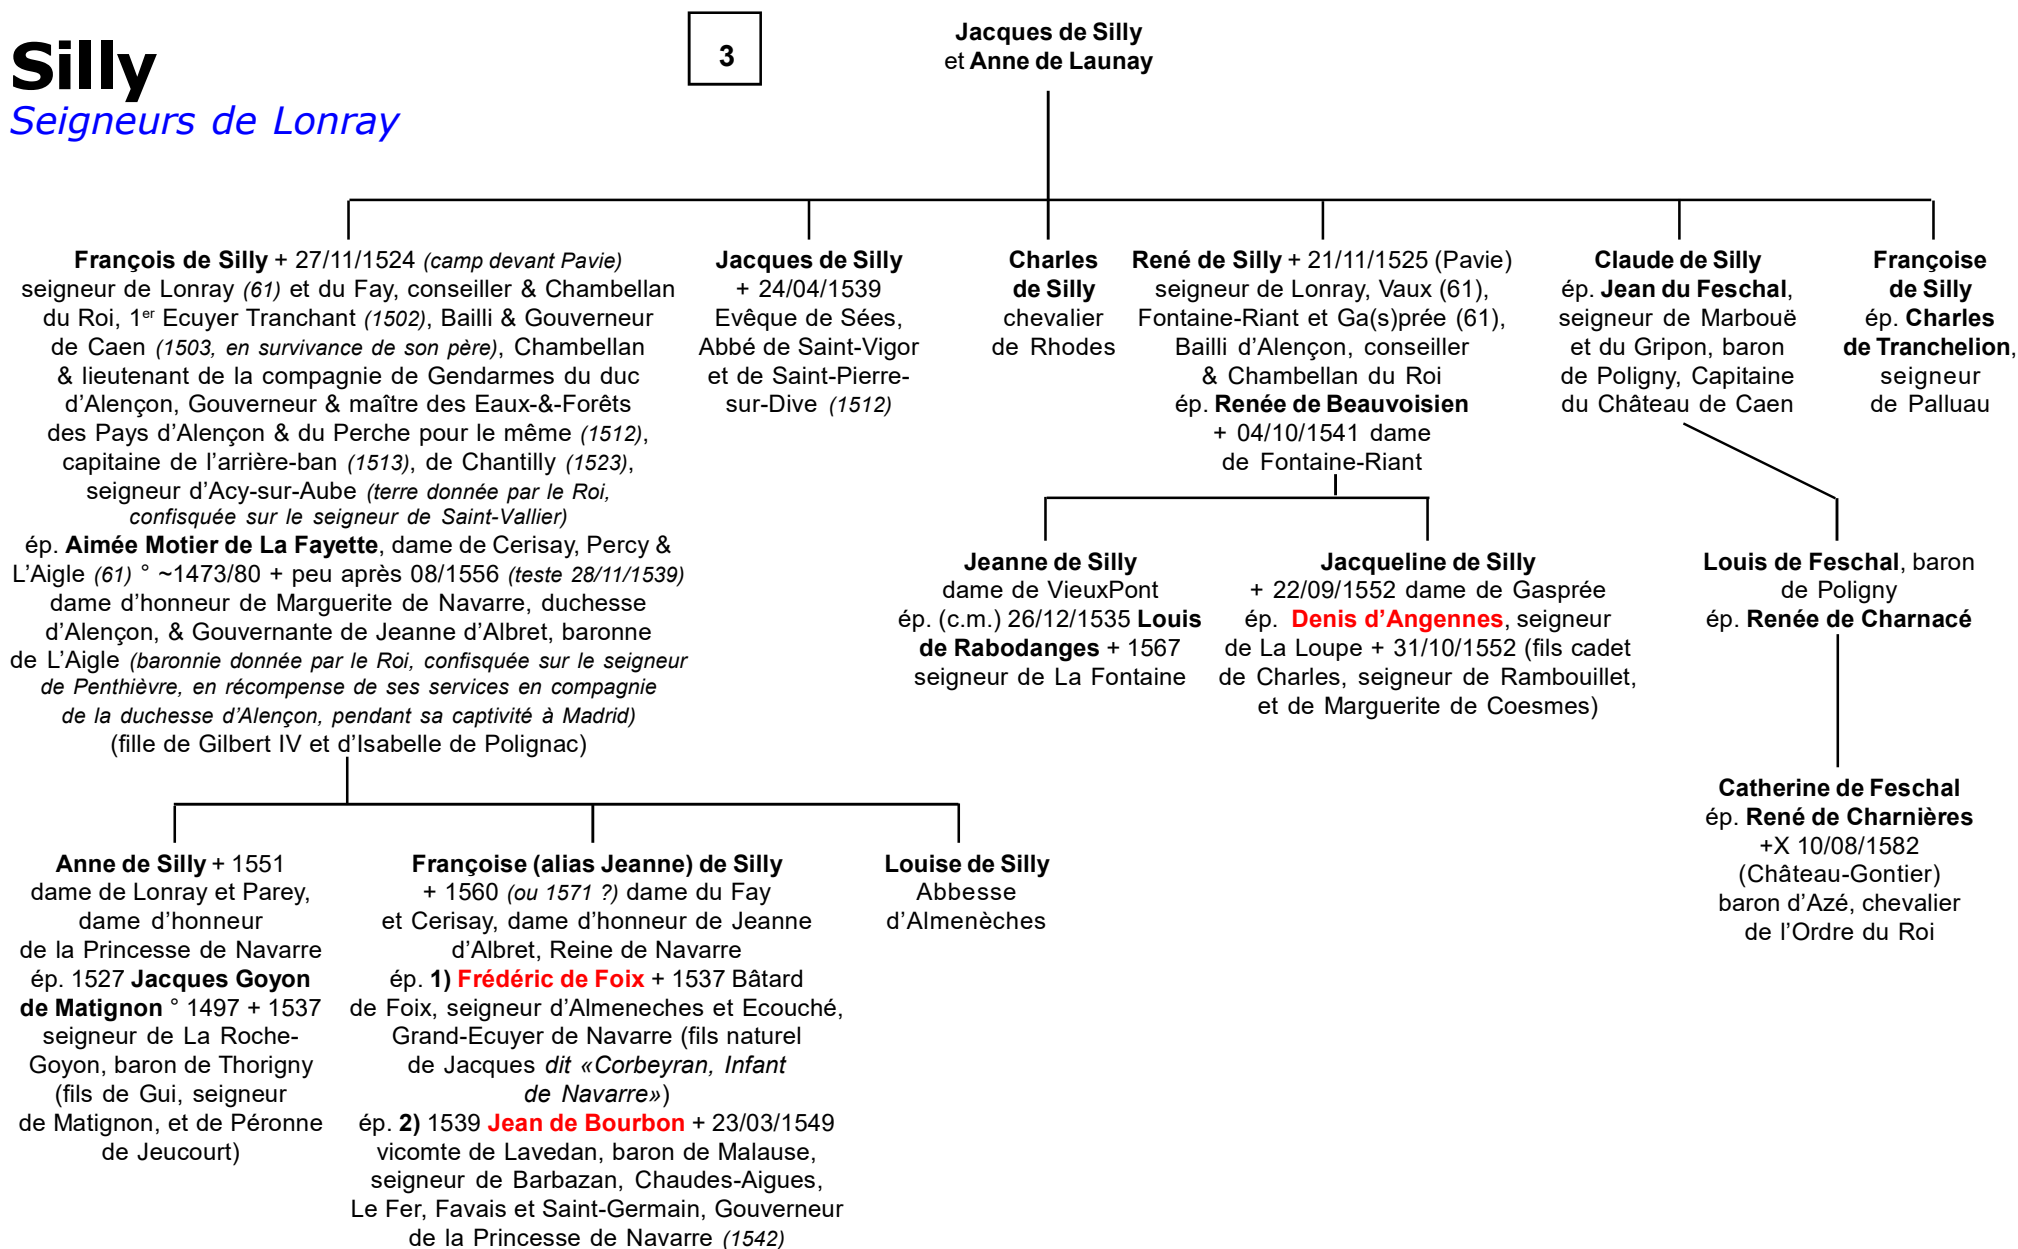 Silly
Seigneurs de Lonray
3
Jacques de Silly
et Anne de Launay
François de Silly + 27/11/1524 (camp devant Pavie)
seigneur de Lonray (61) et du Fay, conseiller & Chambellan
du Roi, 1er Ecuyer Tranchant (1502), Bailli & Gouverneur
de Caen (1503, en survivance de son père), Chambellan
& lieutenant de la compagnie de Gendarmes du duc
d'Alençon, Gouverneur & maître des Eaux-&-Forêts
des Pays d'Alençon & du Perche pour le même (1512),
capitaine de l'arrière-ban (1513), de Chantilly (1523),
seigneur d'Acy-sur-Aube (terre donnée par le Roi,
confisquée sur le seigneur de Saint-Vallier)
ép. Aimée Motier de La Fayette, dame de Cerisay, Percy &
L'Aigle (61) ° ~1473/80 + peu après 08/1556 (teste 28/11/1539)
dame d'honneur de Marguerite de Navarre, duchesse
d'Alençon, & Gouvernante de Jeanne d'Albret, baronne
de L'Aigle (baronnie donnée par le Roi, confisquée sur le seigneur
de Penthièvre, en récompense de ses services en compagnie
de la duchesse d'Alençon, pendant sa captivité à Madrid)
(fille de Gilbert IV et d'Isabelle de Polignac)
Jacques de Silly
+ 24/04/1539
Evêque de Sées,
Abbé de Saint-Vigor
et de Saint-Pierre-
sur-Dive (1512)
Charles
de Silly
chevalier
de Rhodes
René de Silly + 21/11/1525 (Pavie)
seigneur de Lonray, Vaux (61),
Fontaine-Riant et Ga(s)prée (61),
Bailli d'Alençon, conseiller
& Chambellan du Roi
ép. Renée de Beauvoisien
+ 04/10/1541 dame
de Fontaine-Riant
Claude de Silly
ép. Jean du Feschal,
seigneur de Marbouë
et du Gripon, baron
de Poligny, Capitaine
du Château de Caen
Françoise
de Silly
ép. Charles
de Tranchelion,
seigneur
de Palluau
Jeanne de Silly
dame de VieuxPont
ép. (c.m.) 26/12/1535 Louis
de Rabodanges + 1567
seigneur de La Fontaine
Jacqueline de Silly
+ 22/09/1552 dame de Gasprée
ép. Denis d'Angennes, seigneur
de La Loupe + 31/10/1552 (fils cadet
de Charles, seigneur de Rambouillet,
et de Marguerite de Coesmes)
Louis de Feschal, baron
de Poligny
ép. Renée de Charnacé
Catherine de Feschal
ép. René de Charnières
+X 10/08/1582
(Château-Gontier)
baron d'Azé, chevalier
de l'Ordre du Roi
Anne de Silly + 1551
dame de Lonray et Parey,
dame d'honneur
de la Princesse de Navarre
ép. 1527 Jacques Goyon
de Matignon ° 1497 + 1537
seigneur de La Roche-
Goyon, baron de Thorigny
(fils de Gui, seigneur
de Matignon, et de Péronne
de Jeucourt)
Françoise (alias Jeanne) de Silly
+ 1560 (ou 1571 ?) dame du Fay
et Cerisay, dame d'honneur de Jeanne
d'Albret, Reine de Navarre
ép. 1) Frédéric de Foix + 1537 Bâtard
de Foix, seigneur d'Almeneches et Ecouché,
Grand-Ecuyer de Navarre (fils naturel
de Jacques dit «Corbeyran, Infant
de Navarre»)
ép. 2) 1539 Jean de Bourbon + 23/03/1549
vicomte de Lavedan, baron de Malause,
seigneur de Barbazan, Chaudes-Aigues,
Le Fer, Favais et Saint-Germain, Gouverneur
de la Princesse de Navarre (1542)
Louise de Silly
Abbesse
d'Almenèches